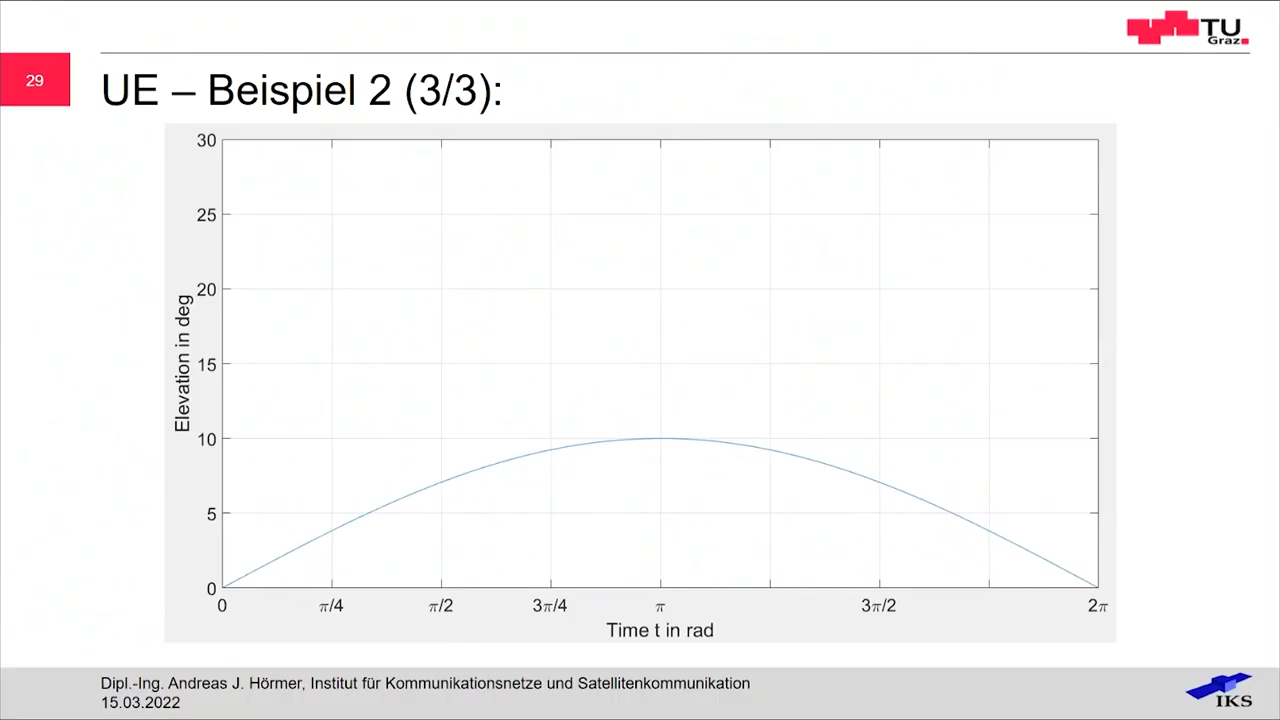 TU
Graz
29
UE – Beispiel 2 (3/3):
30
25
20
15
10
5
0
Elevation in deg
0 π/4 π/2 3π/4 π 3π/2 2π
Time t in rad
Dipl.-Ing. Andreas J. Hörmer, Institut für Kommunikationsnetze und Satellitenkommunikation
15.03.2022
IKS